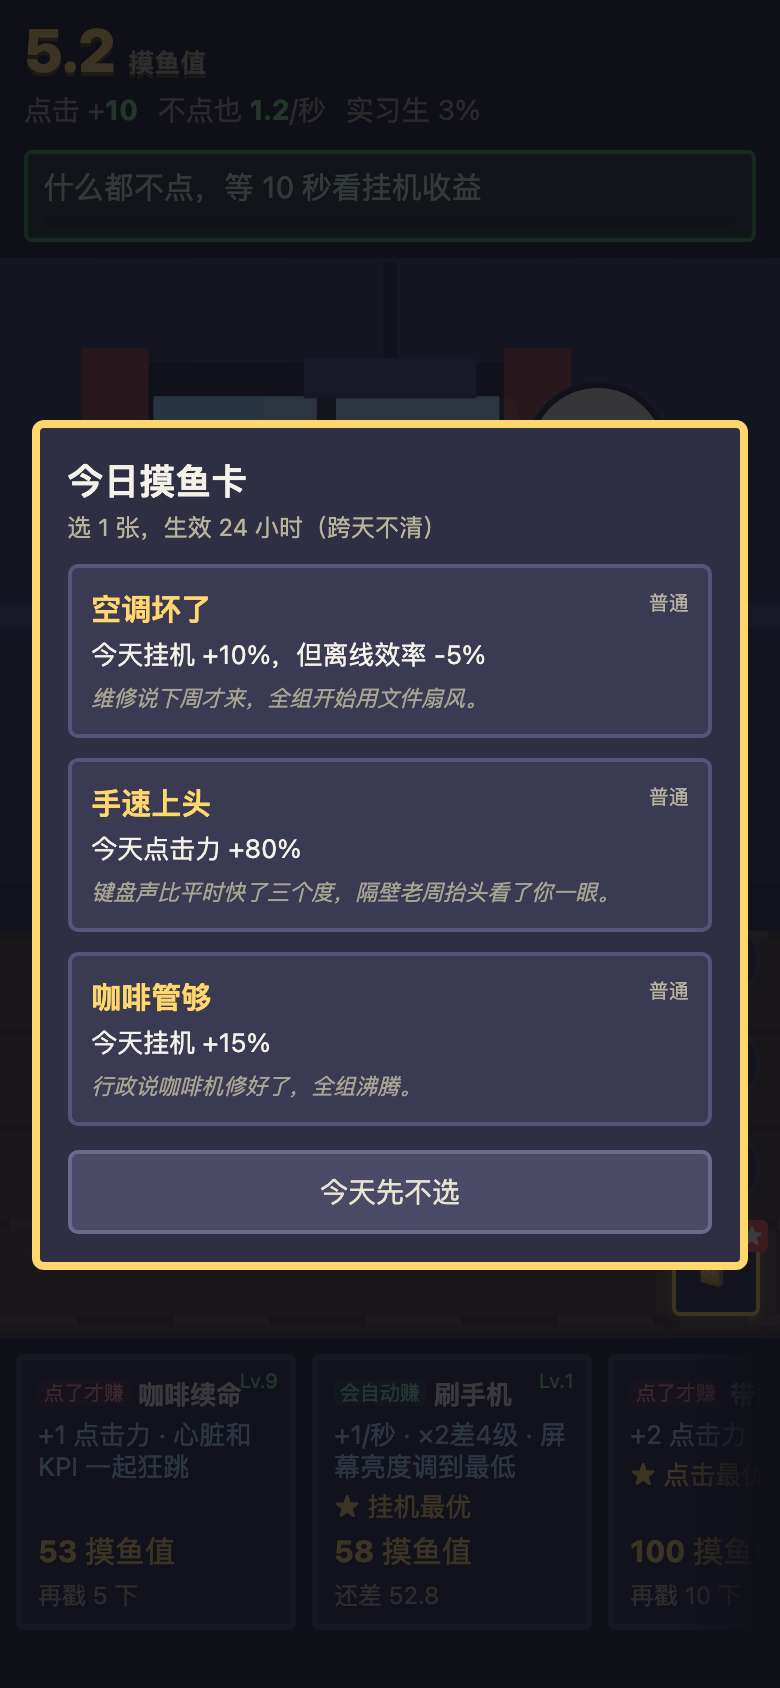 5.2 摸鱼值
点击 +10 不点也 1.2/秒 实习生 3%
什么都不点，等 10 秒看挂机收益
今日摸鱼卡
选 1 张，生效 24 小时（跨天不清）
空调坏了 普通
今天挂机 +10%，但离线效率 -5%
维修说下周才来，全组开始用文件扇风。
手速上头 普通
今天点击力 +80%
键盘声比平时快了三个度，隔壁老周抬头看了你一眼。
咖啡管够 普通
今天挂机 +15%
行政说咖啡机修好了，全组沸腾。
今天先不选
点了才赚 咖啡续命 Lv.9
+1 点击力 · 心脏和
KPI 一起狂跳
53 摸鱼值
再戳 5 下
会自动赚 刷手机 Lv.1
+1/秒 · ×2差4级 · 屏
幕亮度调到最低
★ 挂机最优
58 摸鱼值
还差 52.8
点了才赚 带
+2 点击力
★ 点击最优
100 摸鱼
再戳 10 下